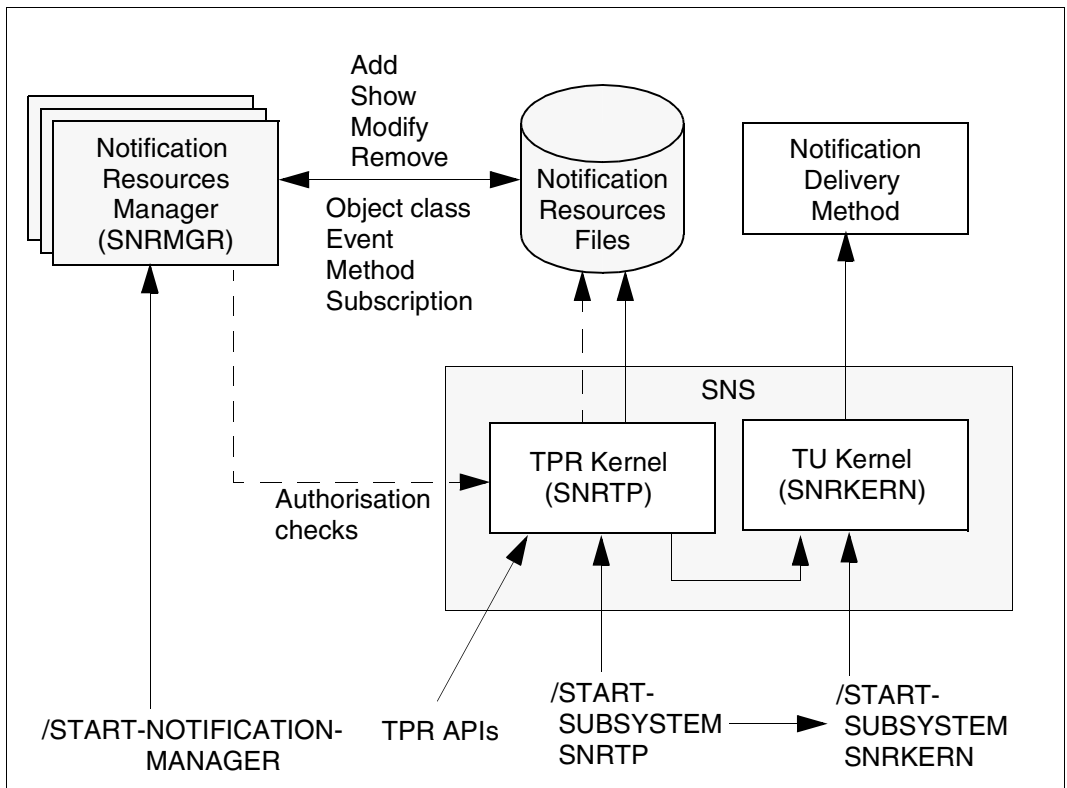 Add
Show
Modify
Remove
Notification
Resources
Manager
(SNRMGR)
Object class
Event
Method
Subscription
Notification
Resources
Files
Notification
Delivery
Method
SNS
TPR Kernel
(SNRTP)
TU Kernel
(SNRKERN)
Authorisation
checks
/START-NOTIFICATION-
MANAGER
TPR APIs
/START-
SUBSYSTEM
SNRTP
/START-
SUBSYSTEM
SNRKERN